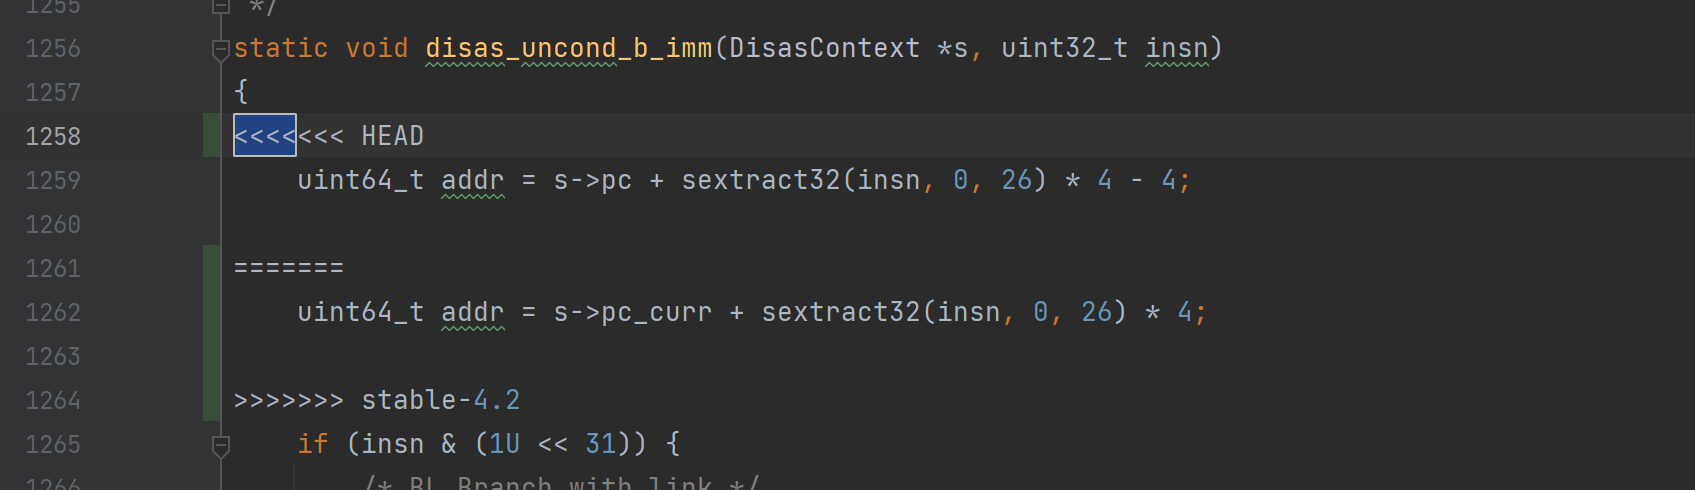 1255 */
1256 static void disas_uncond_b_imm(DisasContext *s, uint32_t insn)
1257 {
1258 <<<<<<< HEAD
1259 uint64_t addr = s->pc + sextract32(insn, 0, 26) * 4 - 4;
1260
1261 =======
1262 uint64_t addr = s->pc_curr + sextract32(insn, 0, 26) * 4;
1263
1264 >>>>>>> stable-4.2
1265 if (insn & (1U << 31)) {
1266 /* BL Branch with link */